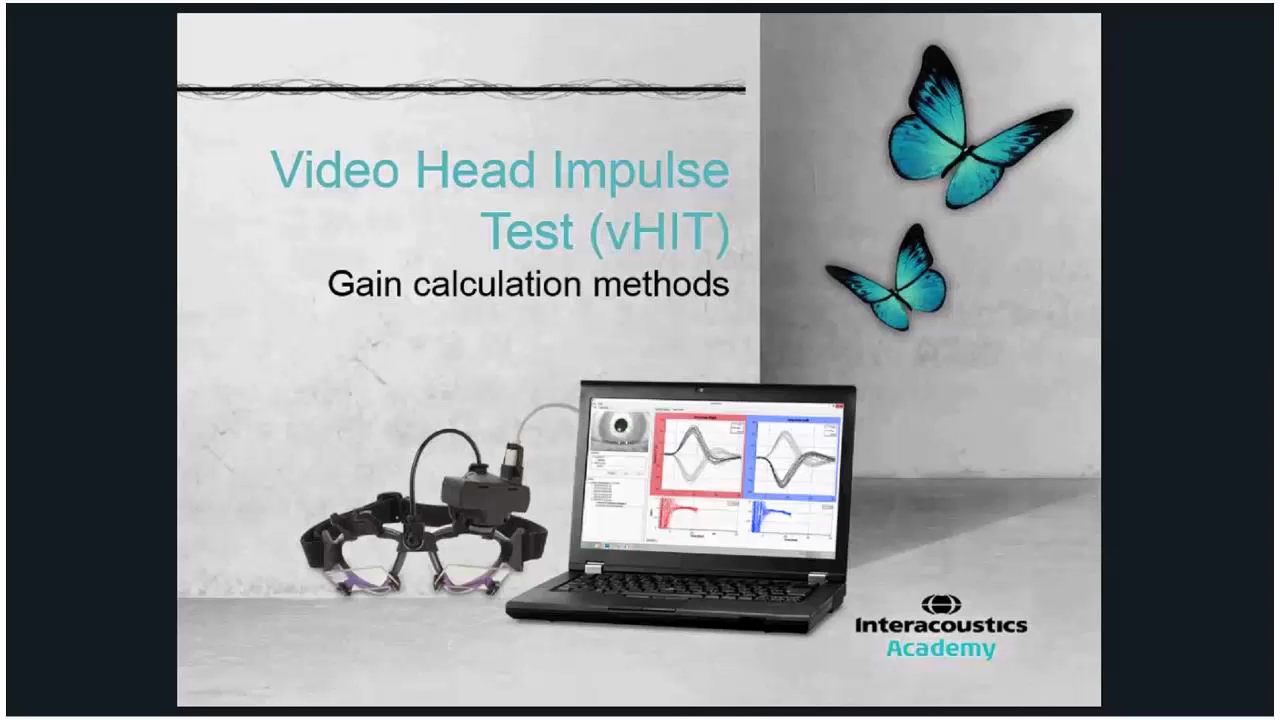 Video Head Impulse
Test (vHIT)
Gain calculation methods
Interacoustics
Academy